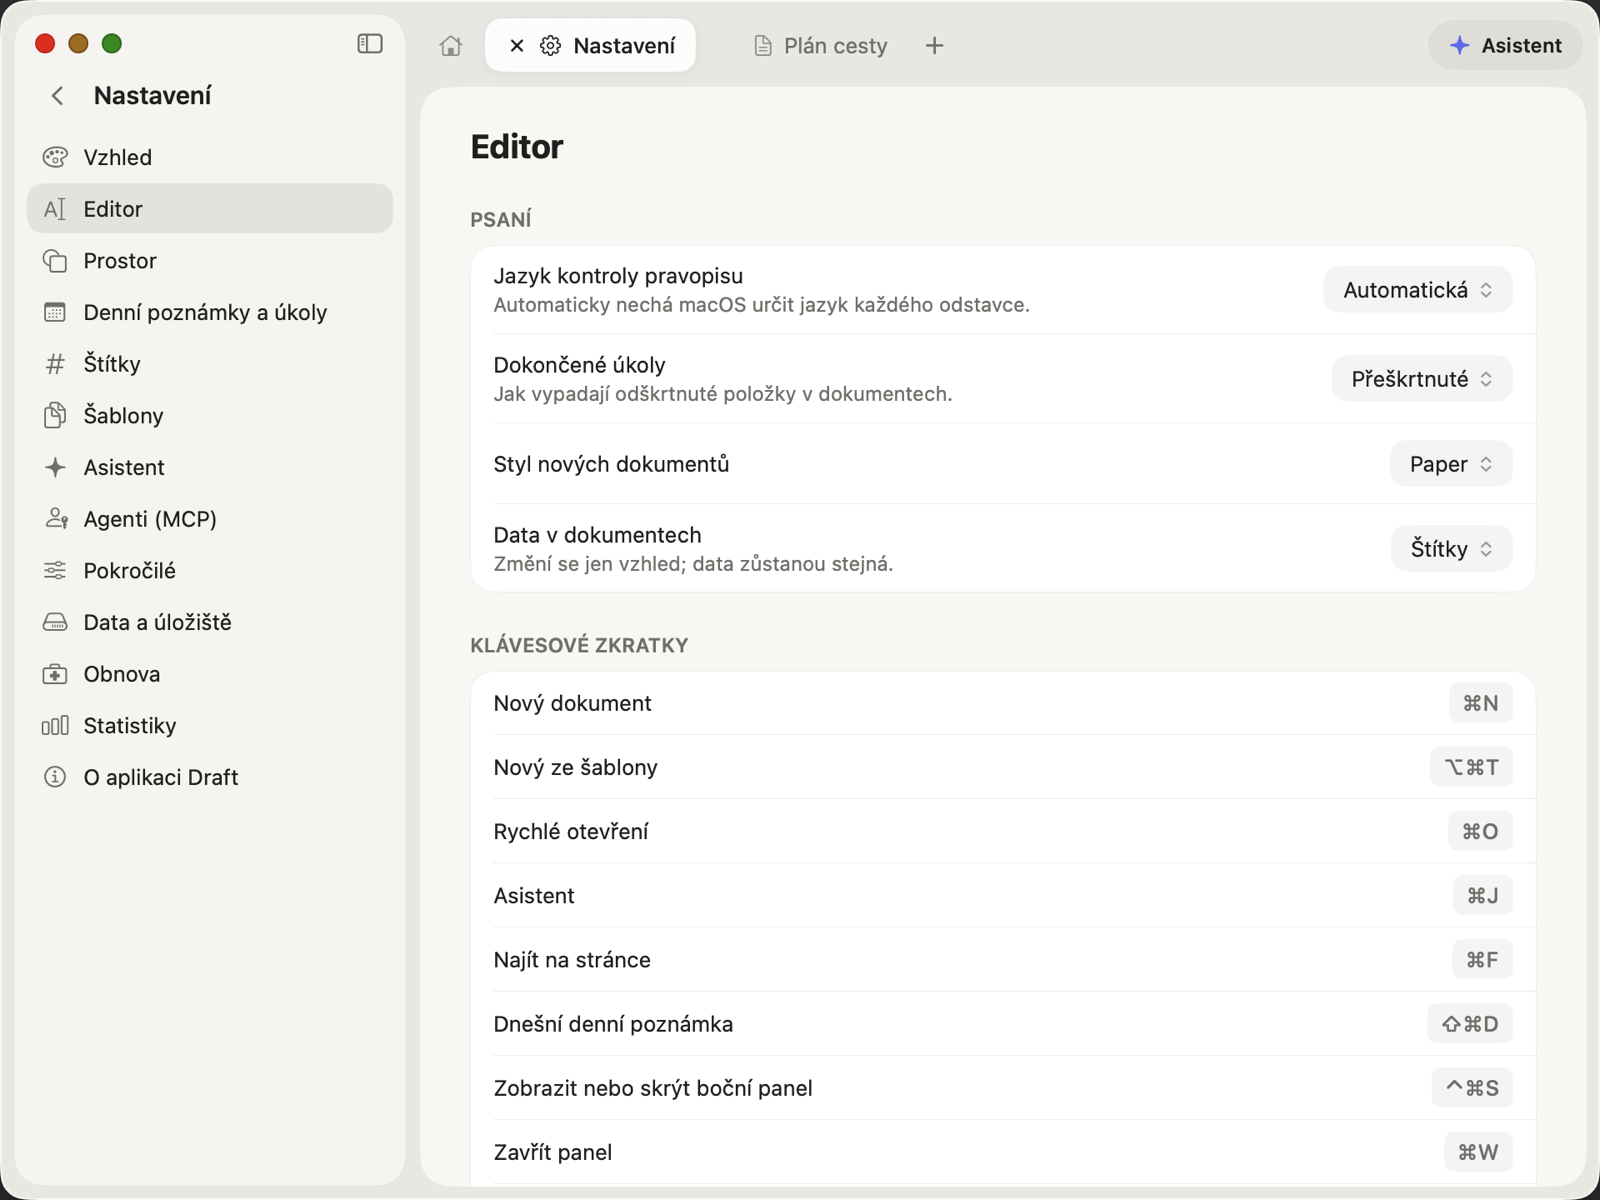 Nastavení
Plán cesty
Asistent
Nastavení
Vzhled
Editor
Prostor
Denní poznámky a úkoly
Štítky
Šablony
Asistent
Agenti (MCP)
Pokročilé
Data a úložiště
Obnova
Statistiky
O aplikaci Draft
Editor
PSANÍ
Jazyk kontroly pravopisu
Automaticky nechá macOS určit jazyk každého odstavce.
Automatická
Dokončené úkoly
Jak vypadají odškrtnuté položky v dokumentech.
Přeškrtnuté
Styl nových dokumentů
Paper
Data v dokumentech
Změní se jen vzhled; data zůstanou stejná.
Štítky
KLÁVESOVÉ ZKRATKY
Nový dokument ⌘N
Nový ze šablony ⌥⌘T
Rychlé otevření ⌘O
Asistent ⌘J
Najít na stránce ⌘F
Dnešní denní poznámka ⇧⌘D
Zobrazit nebo skrýt boční panel ^⌘S
Zavřít panel ⌘W